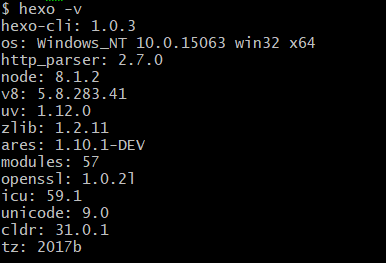 $ hexo -v
hexo-cli: 1.0.3
os: Windows_NT 10.0.15063 win32 x64
http_parser: 2.7.0
node: 8.1.2
v8: 5.8.283.41
uv: 1.12.0
zlib: 1.2.11
ares: 1.10.1-DEV
modules: 57
openssl: 1.0.2l
icu: 59.1
unicode: 9.0
cldr: 31.0.1
tz: 2017b